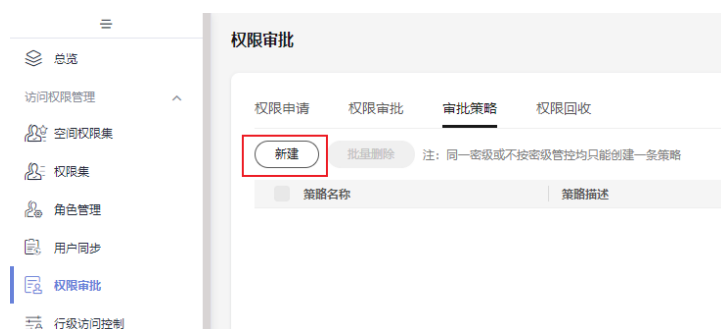 总览
访问权限管理
空间权限集
权限集
角色管理
用户同步
权限审批
行级访问控制
权限审批
权限申请 权限审批 审批策略 权限回收
新建 批量删除 注：同一密级或不按密级管控均只能创建一条策略
策略名称 策略描述